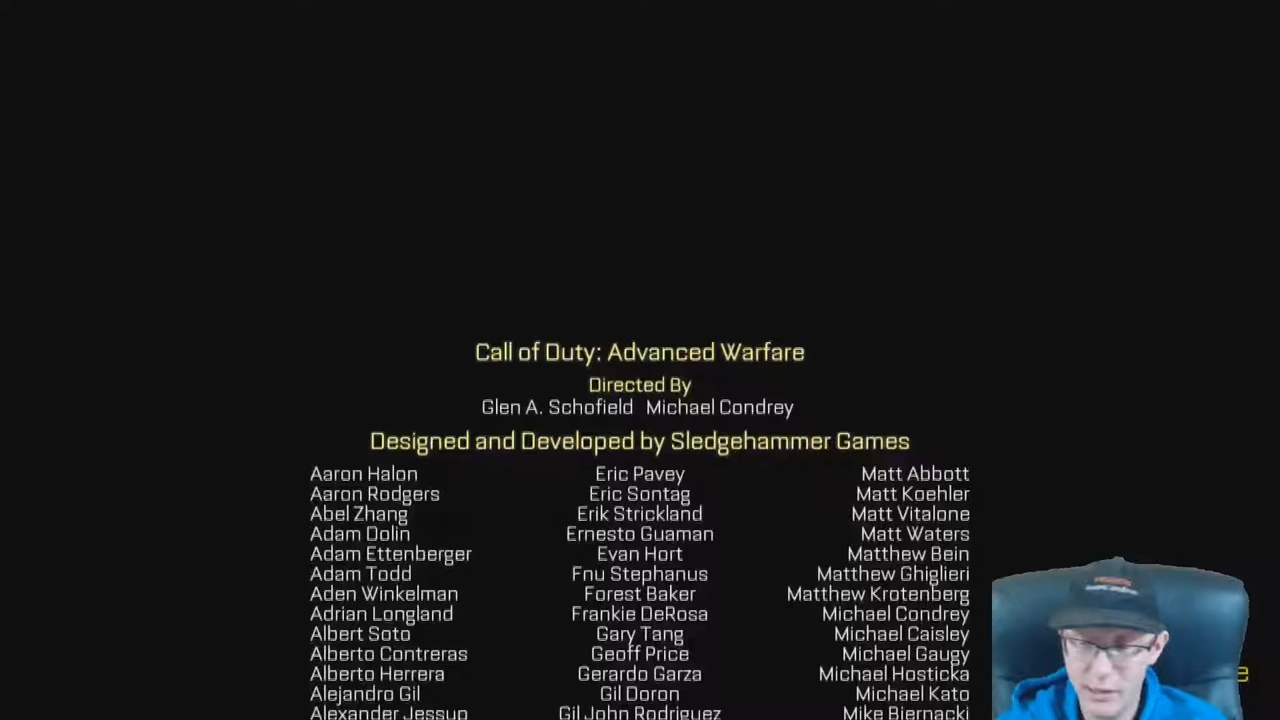 Call of Duty: Advanced Warfare
Directed By
Glen A. Schofield Michael Condrey
Designed and Developed by Sledgehammer Games
Aaron Halon Eric Pavey Matt Abbott
Aaron Rodgers Eric Sontag Matt Koehler
Abel Zhang Erik Strickland Matt Vitalone
Adam Dolin Ernesto Guaman Matt Waters
Adam Ettenberger Evan Hort Matthew Bein
Adam Todd Fnu Stephanus Matthew Ghiglieri
Aden Winkelman Forest Baker Matthew Krotenberg
Adrian Longland Frankie DeRosa Michael Condrey
Albert Soto Gary Tang Michael Caisley
Alberto Contreras Geoff Price Michael Gaugy
Alberto Herrera Gerardo Garza Michael Hosticka
Alejandro Gil Gil Doron Michael Kato
Alexander Jessup Gil John Rodriguez Mike Biernacki